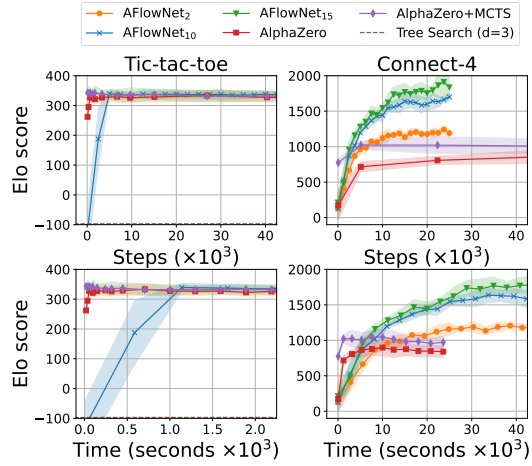 AFlowNet₂ AFlowNet₁₅ AlphaZero+MCTS
AFlowNet₁₀ AlphaZero Tree Search (d=3)
Tic-tac-toe Connect-4
Elo score
400
300
200
100
0
−100
0 10 20 30 40
Steps (×10³)
2000
1500
1000
500
0
0 10 20 30 40
Steps (×10³)
Elo score
400
300
200
100
0
−100
0.0 0.5 1.0 1.5 2.0
Time (seconds ×10³)
2000
1500
1000
500
0
0 10 20 30 40
Time (seconds ×10³)